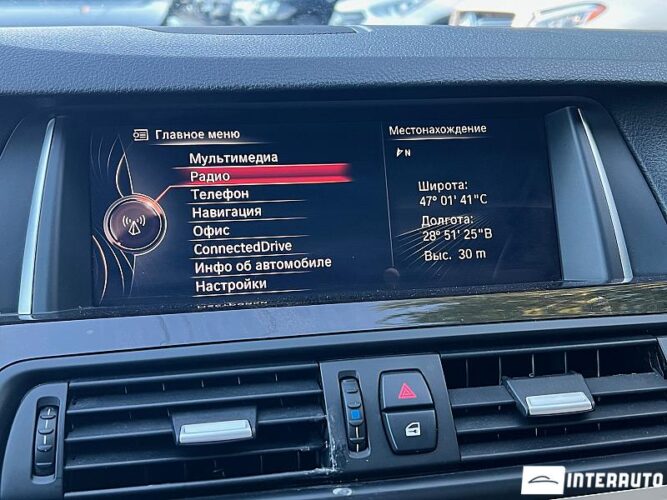 Главное меню
Мультимедиа
Радио
Телефон
Навигация
Офис
ConnectedDrive
Инфо об автомобиле
Настройки
Местонахождение
N
Широта:
47° 01' 41"С
Долгота:
28° 51' 25"В
Выс. 30 m
INTERAUTO